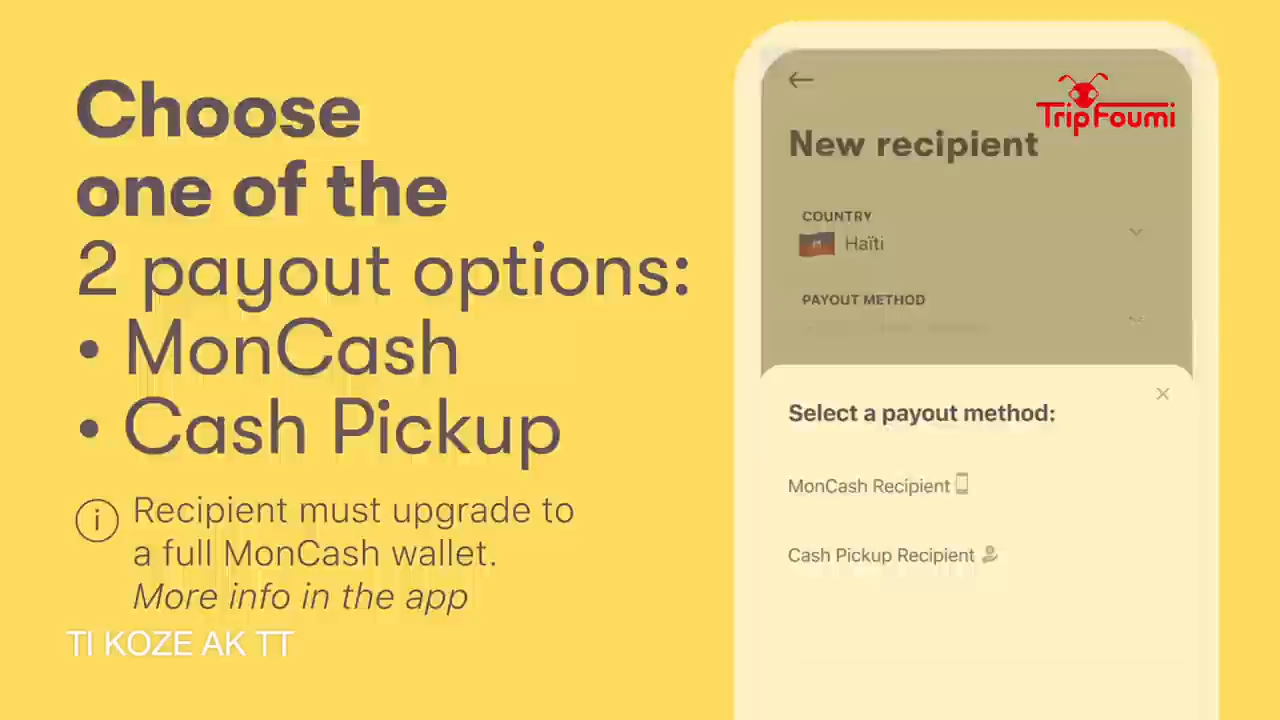 Choose
one of the
2 payout options:
• MonCash
• Cash Pickup
i
Recipient must upgrade to
a full MonCash wallet.
More info in the app
TI KOZE AK TT
TripFoumi
New recipient
COUNTRY
Haïti
PAYOUT METHOD
Select a payout method:
MonCash Recipient
Cash Pickup Recipient